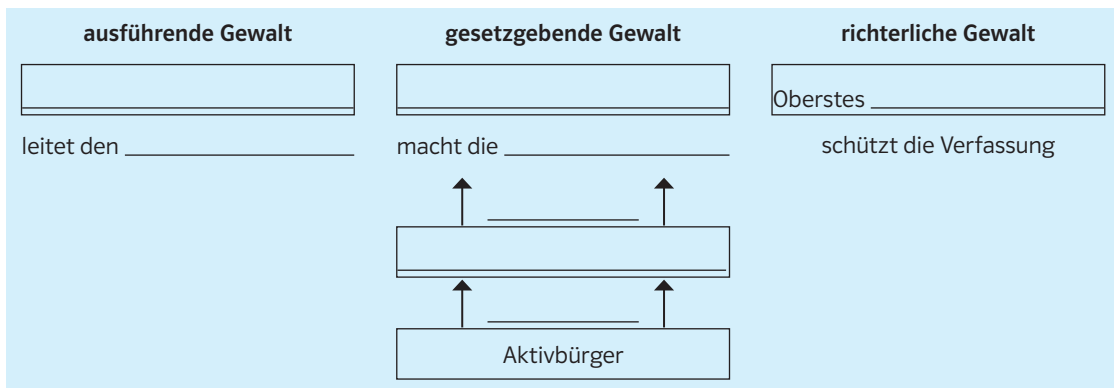 ausführende Gewalt
gesetzgebende Gewalt
richterliche Gewalt
Oberstes
leitet den
macht die
schützt die Verfassung
Aktivbürger